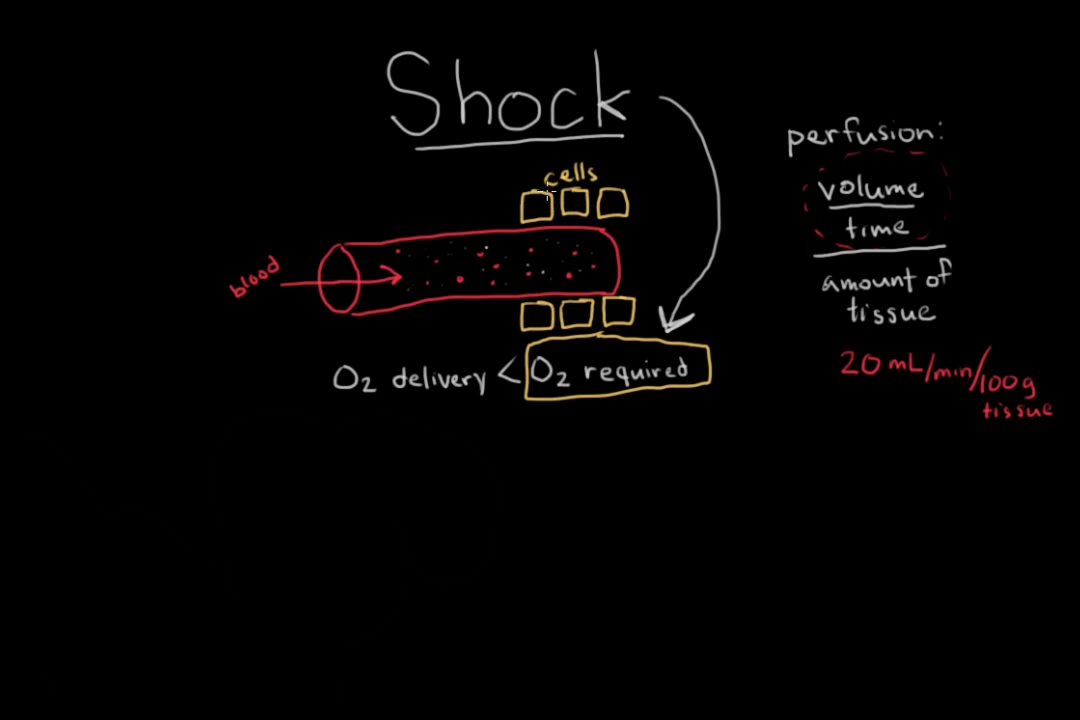 Shock
cells
blood
O2 delivery < O2 required
perfusion:
volume
time
amount of
tissue
20 mL/min/100g
tissue